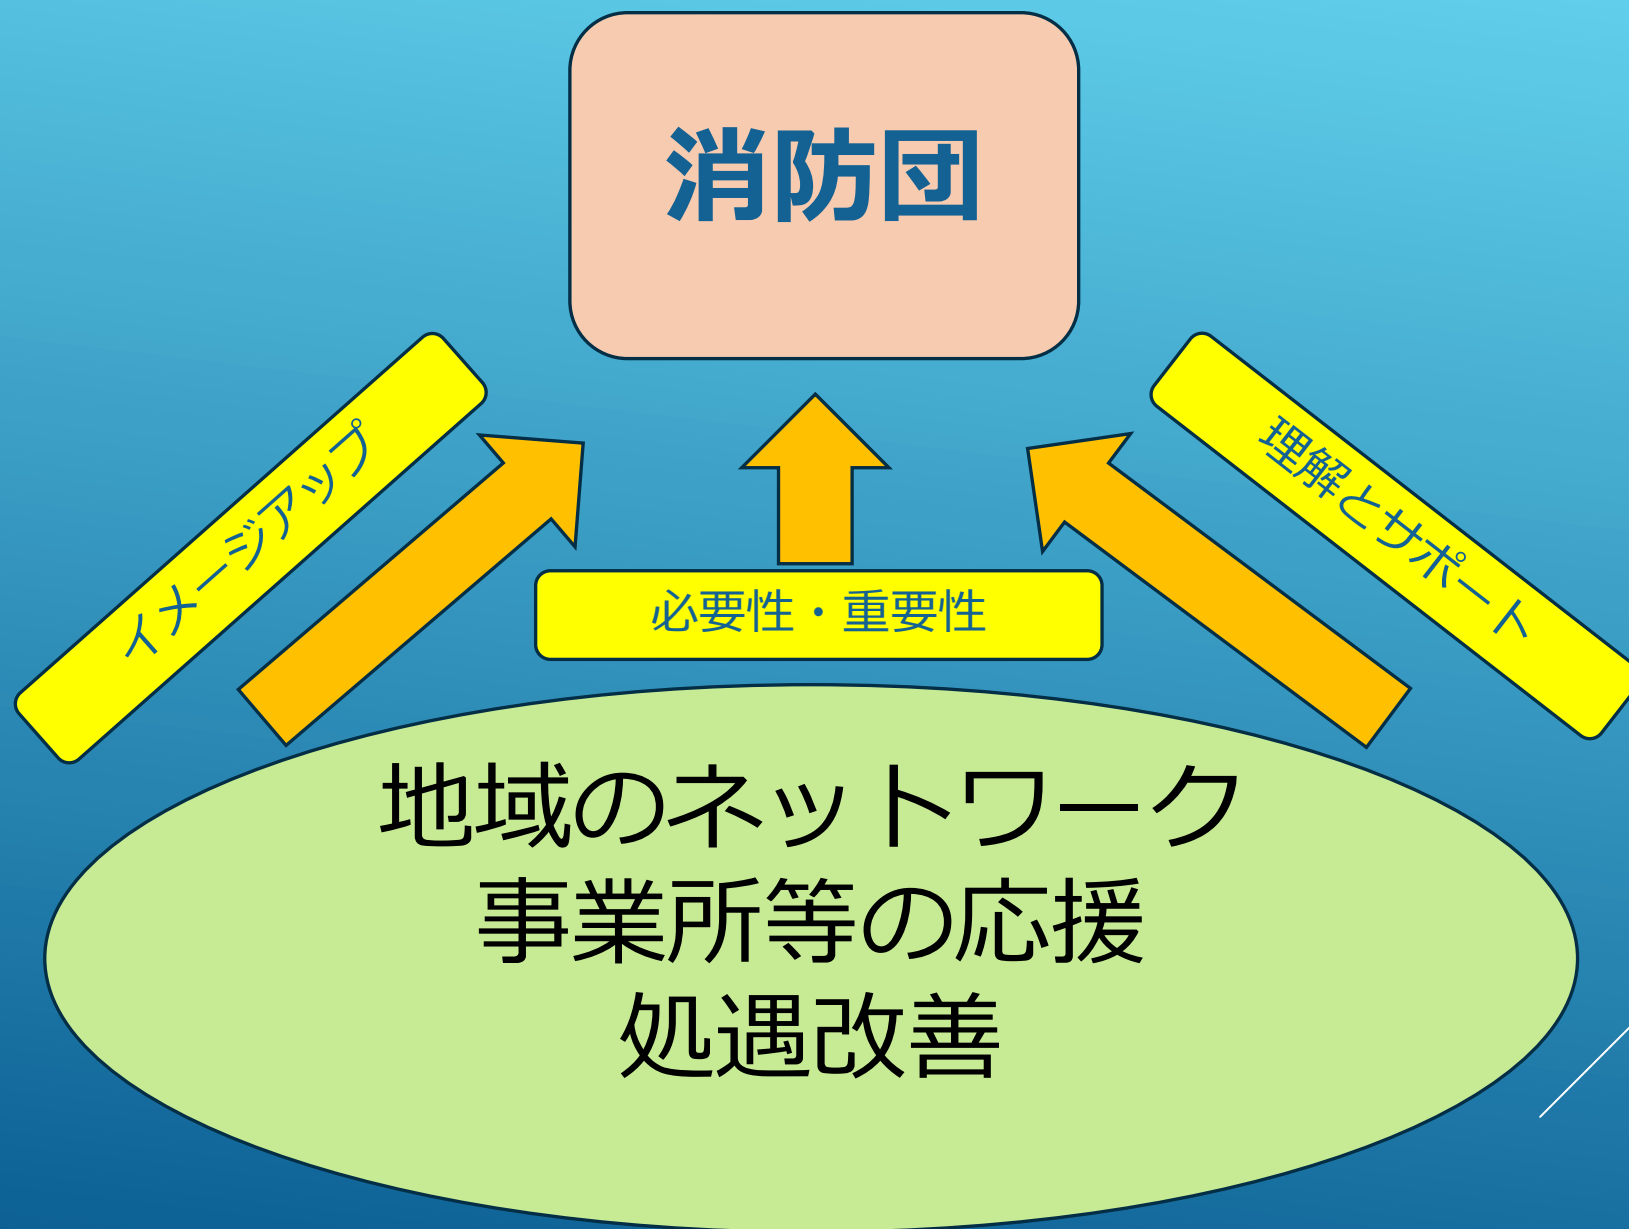 消防団
イメージアップ
理解とサポート
必要性・重要性
地域のネットワーク
事業所等の応援
処遇改善